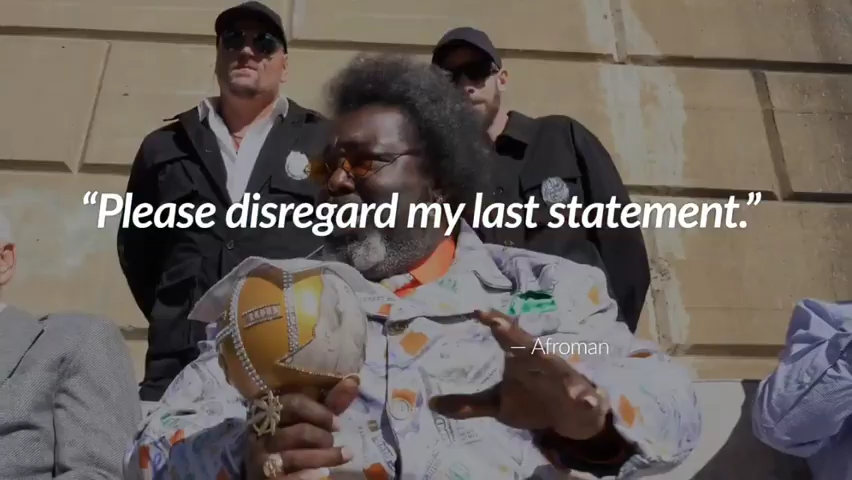 “Please disregard my last statement.”
— Afroman